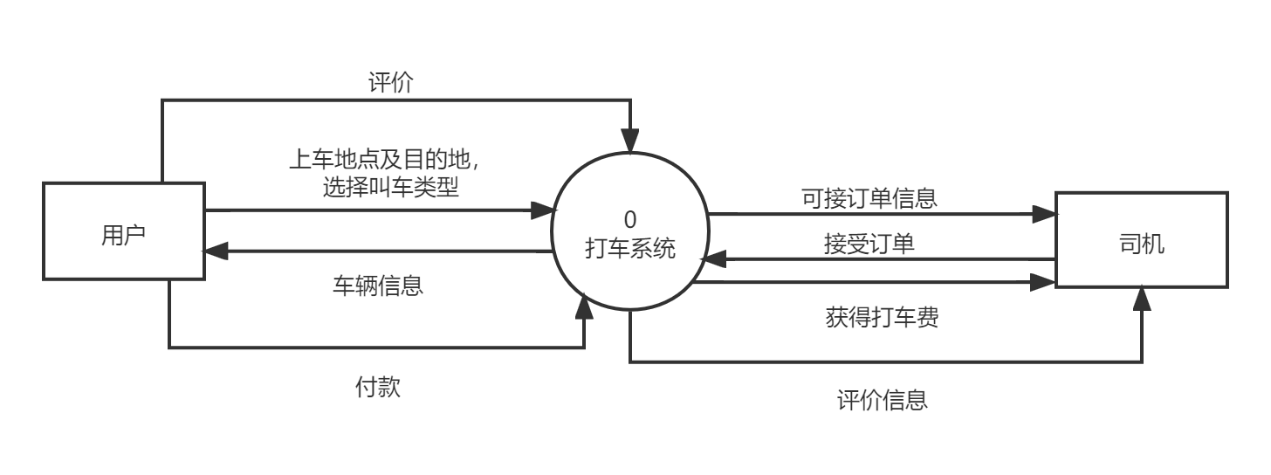 评价
上车地点及目的地，
选择叫车类型
用户
车辆信息
付款
0
打车系统
可接订单信息
接受订单
获得打车费
评价信息
司机